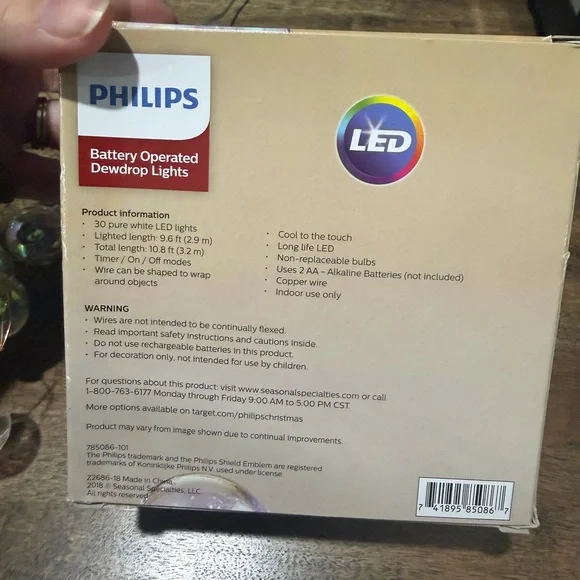 PHILIPS
Battery Operated
Dewdrop Lights
LED
Product information
· 30 pure white LED lights
· Lighted length: 9.6 ft (2.9 m)
· Total length: 10.8 ft (3.2 m)
· Timer / On / Off modes
· Wire can be shaped to wrap
around objects
· Cool to the touch
· Long life LED
· Non-replaceable bulbs
· Uses 2 AA - Alkaline Batteries (not included)
· Copper wire
· Indoor use only
WARNING
· Wires are not intended to be continually flexed.
· Read important safety instructions and cautions inside.
· Do not use rechargeable batteries in this product.
· For decoration only, not intended for use by children.
For questions about this product: visit www.seasonalspecialties.com or call
1-800-763-6177 Monday through Friday 9:00 AM to 5:00 PM CST.
More options available on target.com/philipschristmas
Product may vary from image shown due to continual improvements.
785086-101
The Philips trademark and the Philips Shield Emblem are registered
trademarks of Koninklijke Philips N.V. used under license.
Z2686-18 Made in China
2018 © Seasonal Specialties, LLC
All rights reserved
7 41895 85086 7